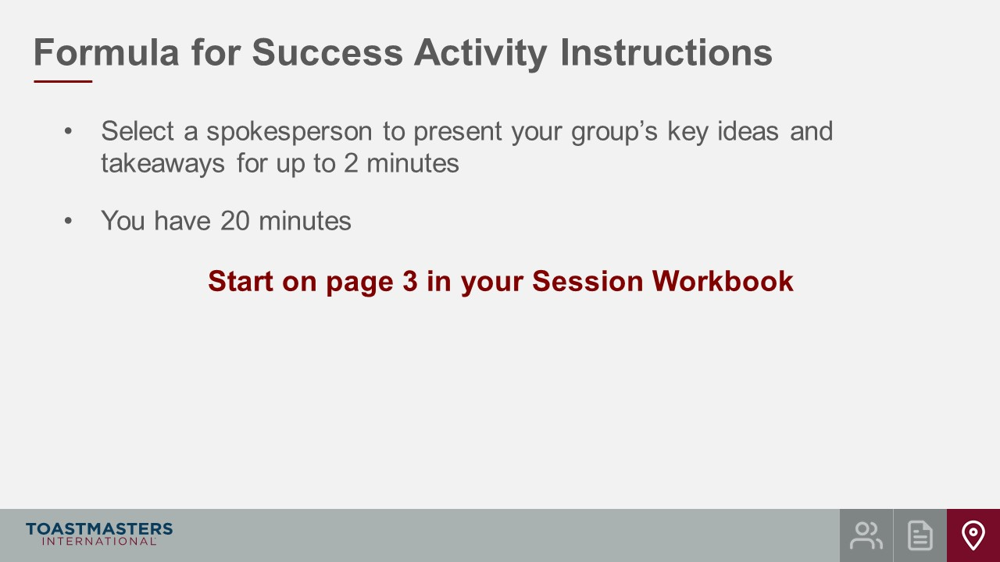 Formula for Success Activity Instructions
• Select a spokesperson to present your group’s key ideas and
takeaways for up to 2 minutes
• You have 20 minutes
Start on page 3 in your Session Workbook
TOASTMASTERS
INTERNATIONAL